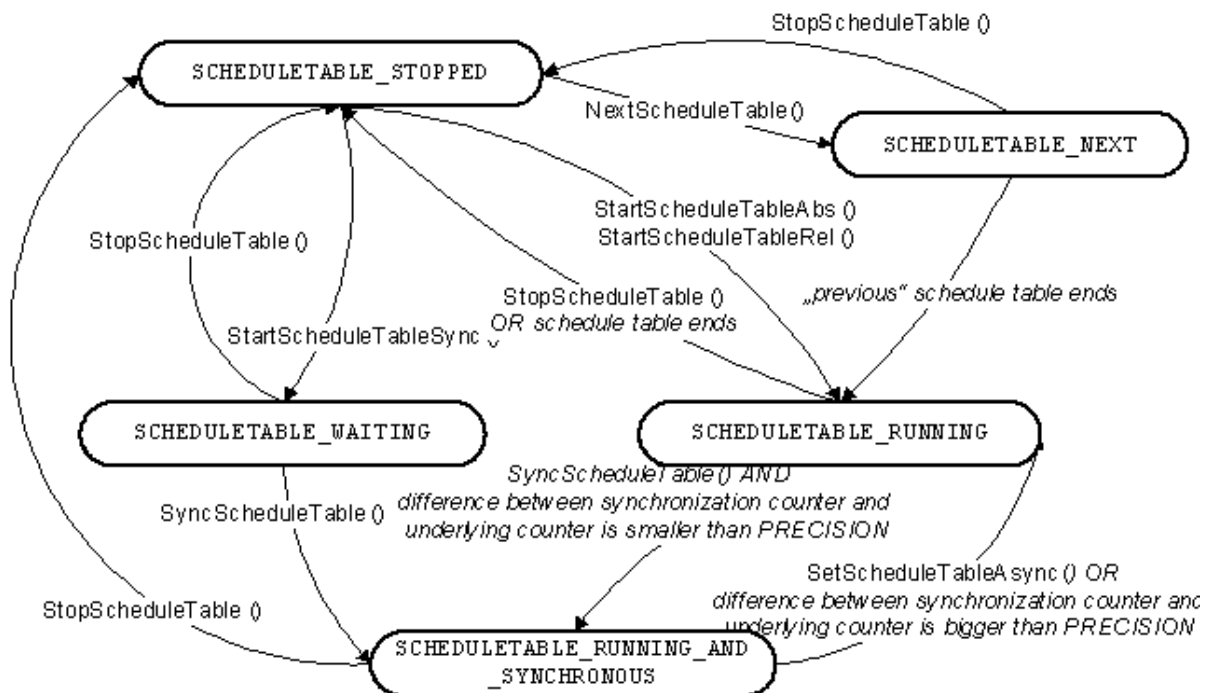 StopScheduleTable ()
SCHEDULETABLE_STOPPED
NextScheduleTable()
SCHEDULETABLE_NEXT
StartScheduleTableAbs ()
StartScheduleTableRel ()
StopScheduleTable ()
StopScheduleTable ()
OR schedule table ends
„previous“ schedule table ends
StartScheduleTableSync ()
SCHEDULETABLE_WAITING
SCHEDULETABLE_RUNNING
SyncScheduleTable () AND
difference between synchronization counter and
underlying counter is smaller than PRECISION
SyncScheduleTable ()
SetScheduleTableAsync () OR
difference between synchronization counter and
underlying counter is bigger than PRECISION
StopScheduleTable ()
SCHEDULETABLE_RUNNING_AND
_SYNCHRONOUS